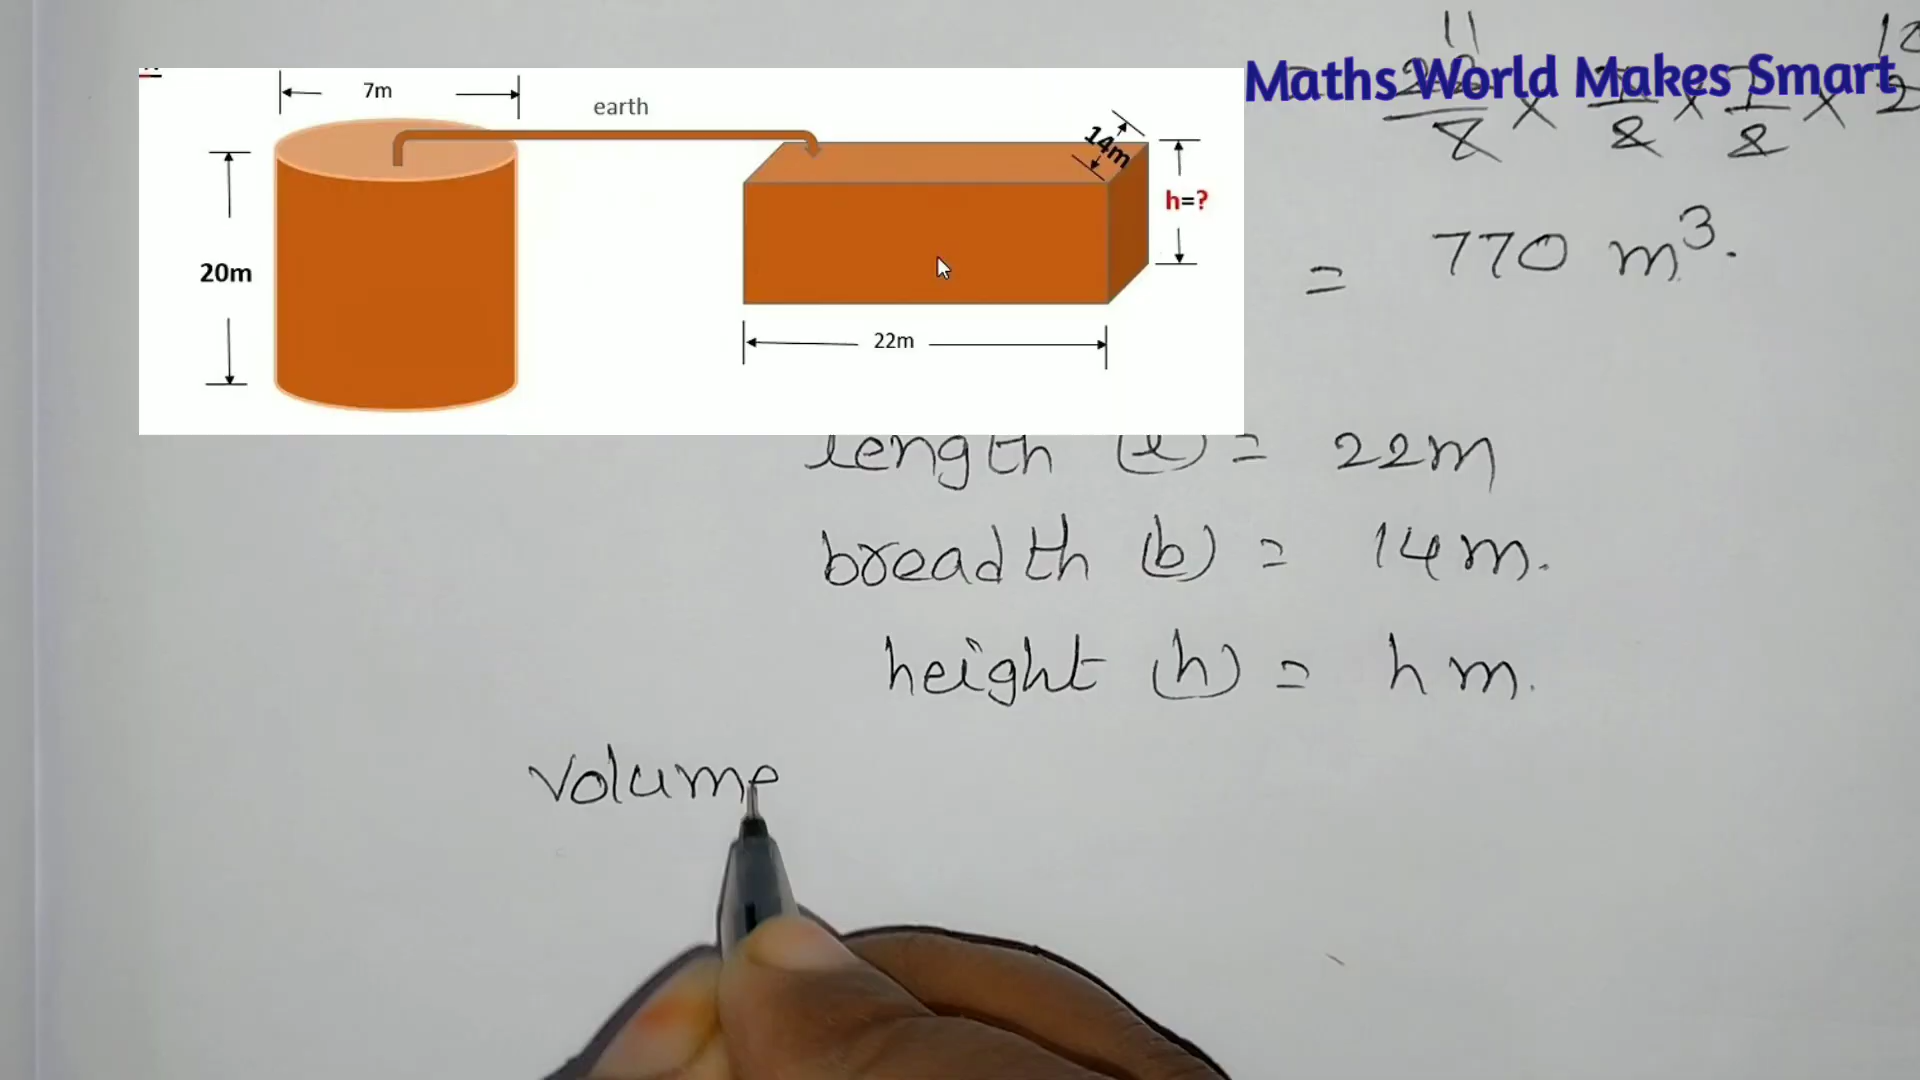 Maths World Makes Smart
7m
earth
14m
h=?
20m
22m
= 770 m³.
length (l) = 22m
breadth (b) = 14m.
height (h) = h m.
volume